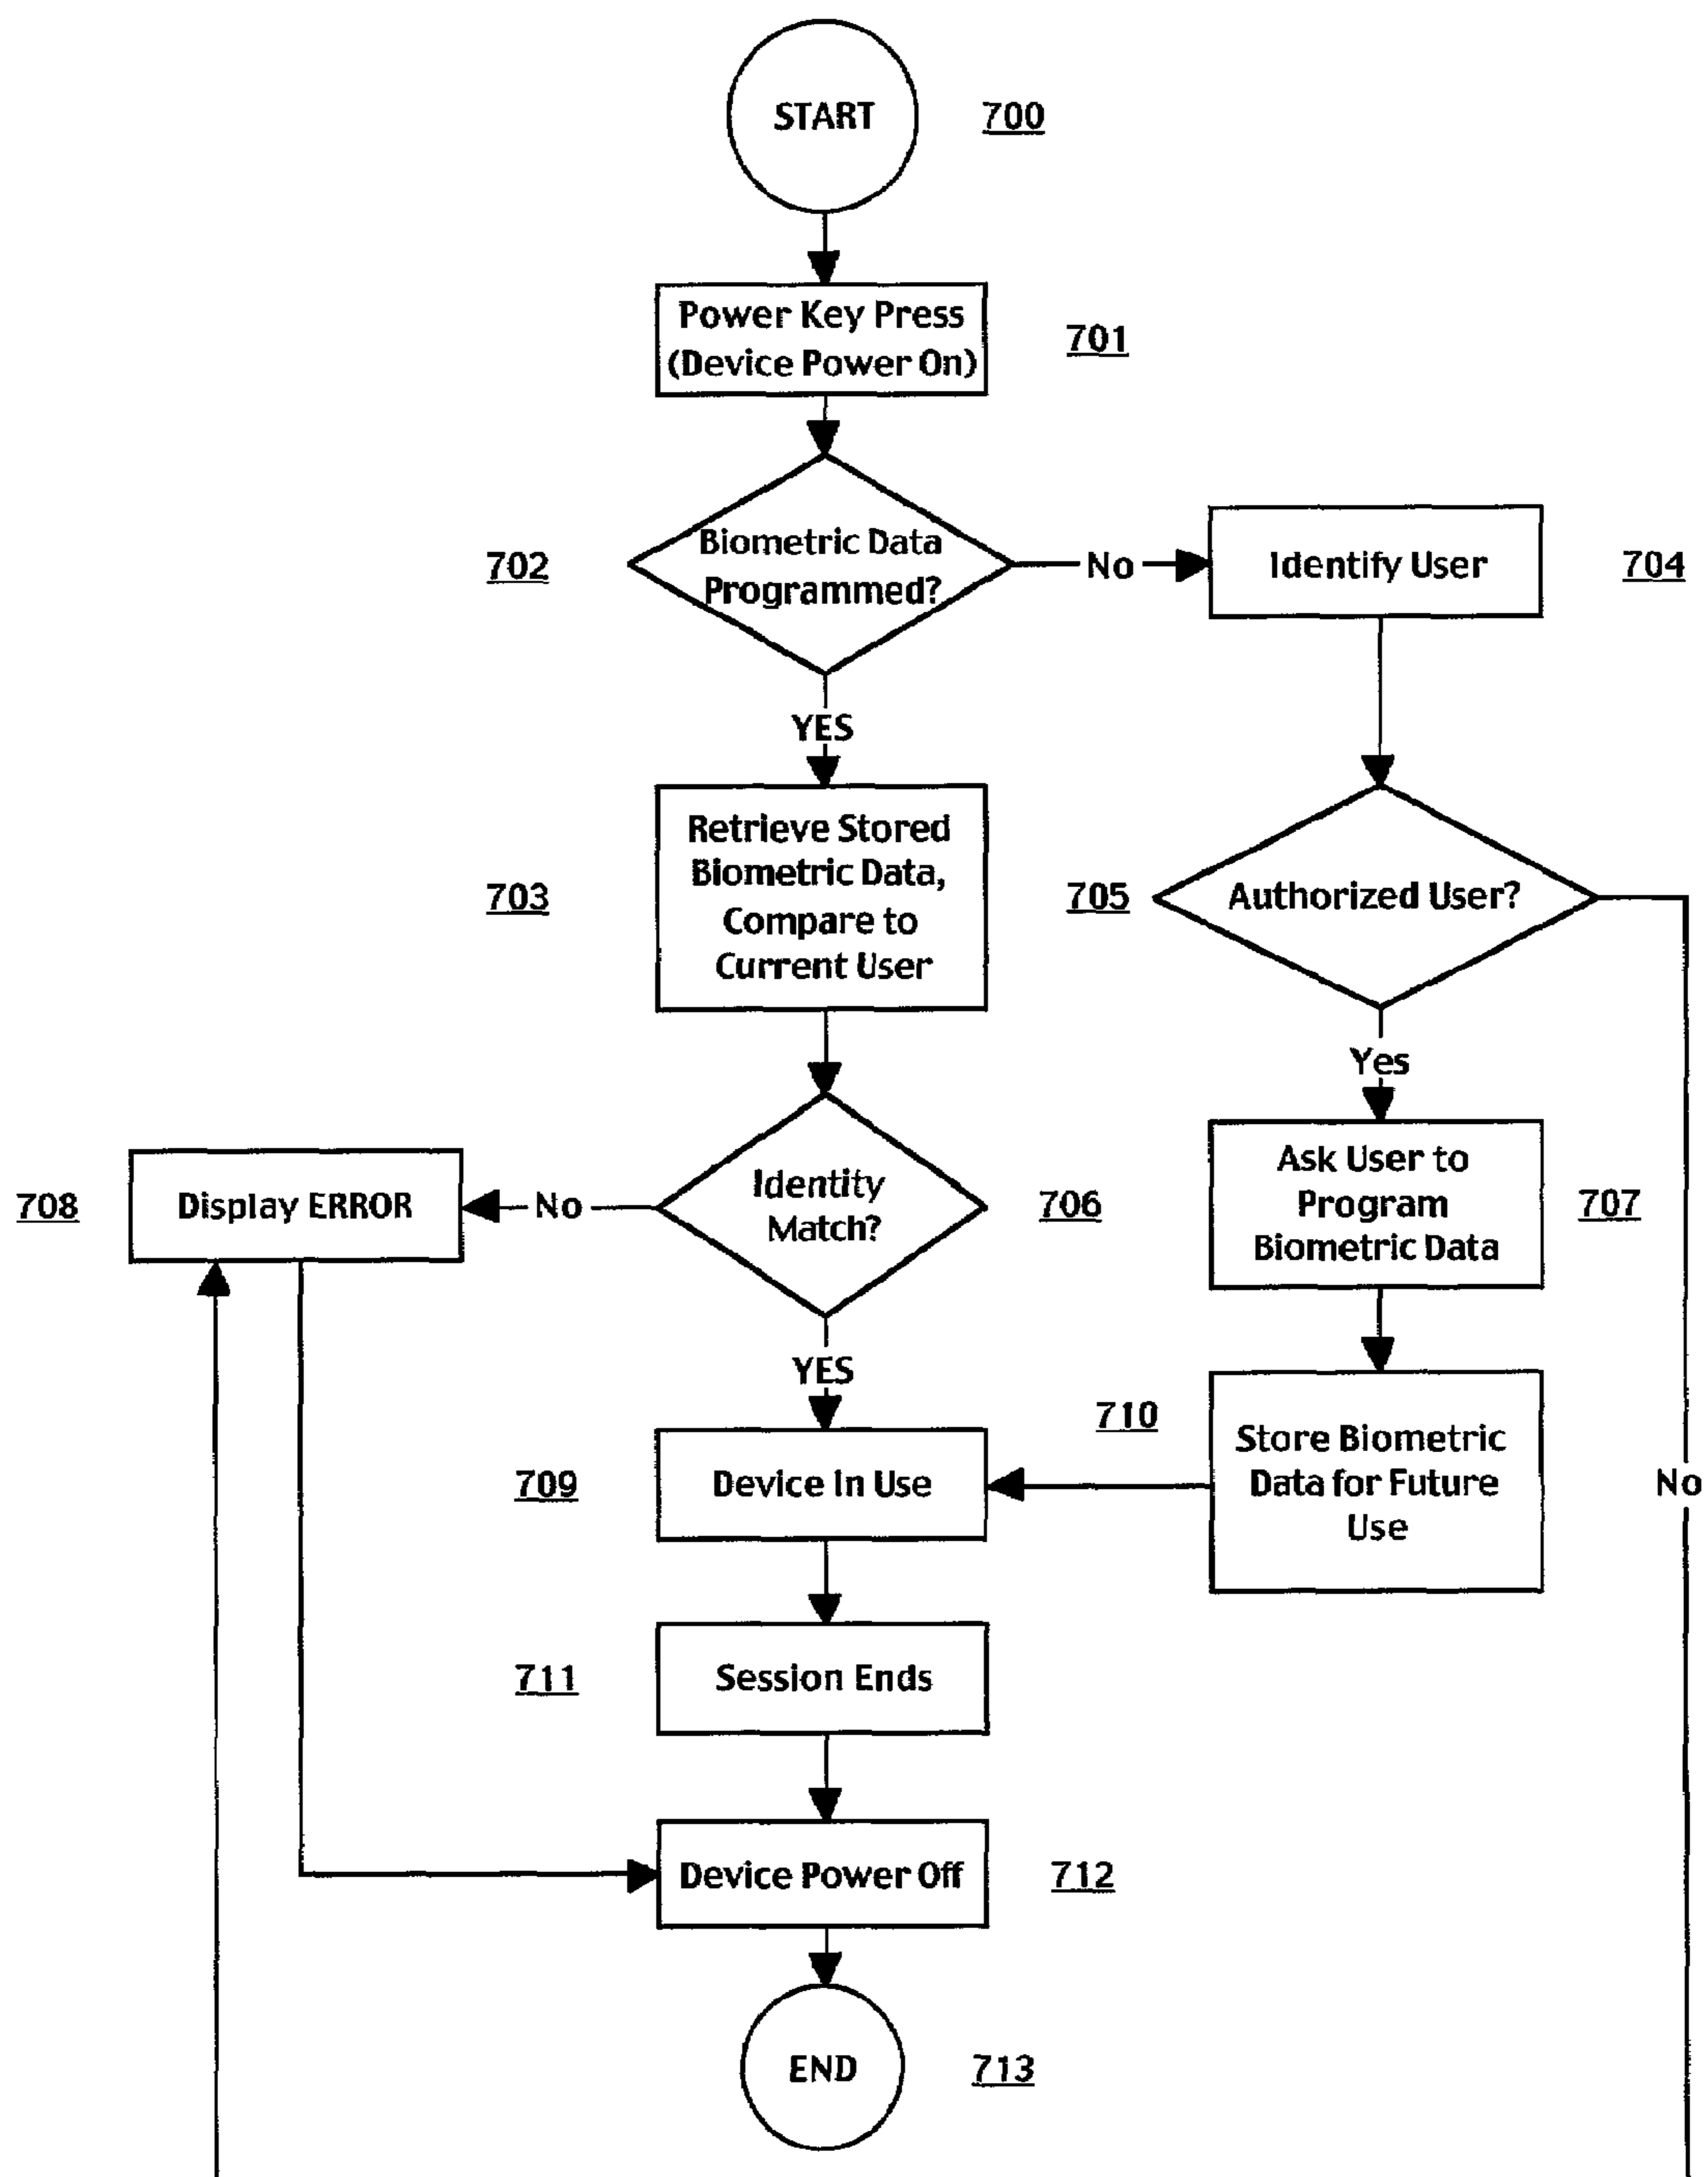 START
700
Power Key Press
(Device Power On)
701
702
Biometric Data
Programmed?
No
Identify User
704
YES
703
Retrieve Stored
Biometric Data,
Compare to
Current User
705
Authorized User?
Yes
708
Display ERROR
No
Identity
Match?
706
Ask User to
Program
Biometric Data
707
YES
709
Device In Use
710
Store Biometric
Data for Future
Use
No
711
Session Ends
Device Power Off
712
END
713